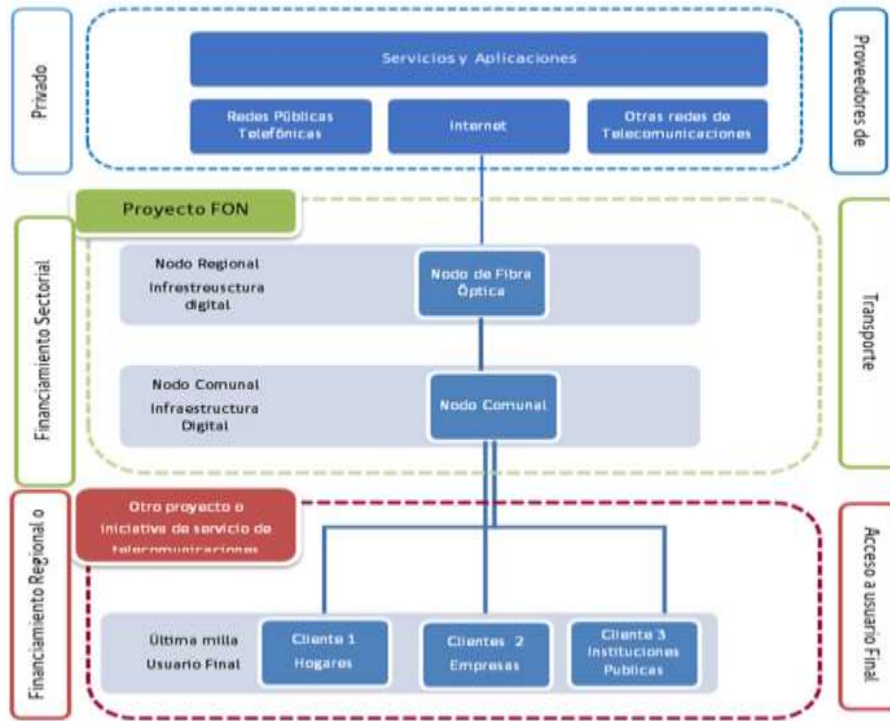 Privado
Servicios y Aplicaciones
Redes Públicas
Telefónicas
Internet
Otras redes de
Telecomunicaciones
Proveedores de
Financiamiento Sectorial
Proyecto FON
Nodo Regional
Infrestreusctura
digital
Nodo de Fibra
Óptica
Nodo Comunal
Infraestructura
Digital
Nodo Comunal
Transporte
Financiamiento Regional o
Otro proyecto o
iniciativa de servicio de
telecomunicaciones
Última milla
Usuario Final
Cliente 1
Hogares
Clientes 2
Empresas
Cliente 3
Instituciones
Publicas
Acceso a usuario Final